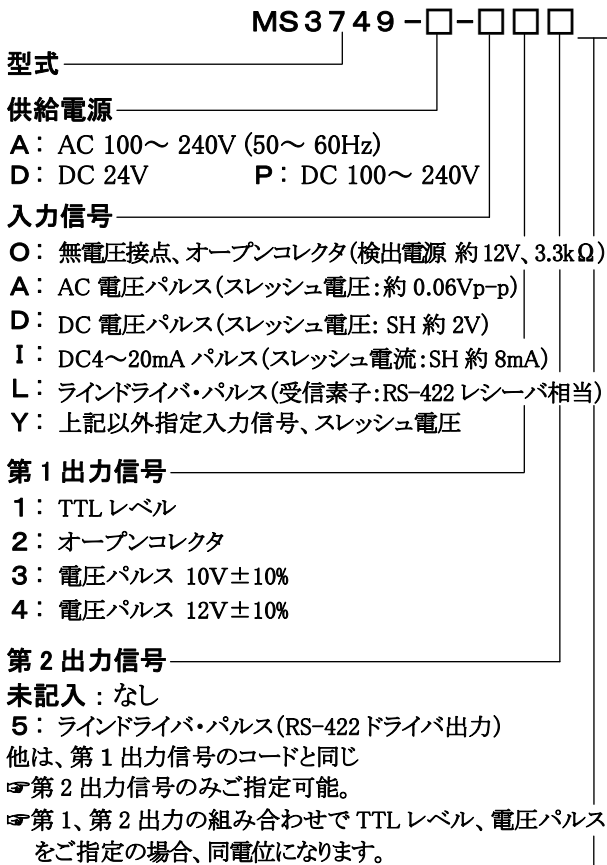 MS3749-□-□□□
型式
供給電源
A： AC 100～ 240V (50～ 60Hz)
D： DC 24V P： DC 100～ 240V
入力信号
O： 無電圧接点、オープンコレクタ（検出電源 約12V、3.3kΩ）
A： AC 電圧パルス（スレッシュ電圧：約 0.06Vp-p）
D： DC 電圧パルス（スレッシュ電圧： SH 約 2V）
I： DC4～20mA パルス（スレッシュ電流：SH 約 8mA）
L： ラインドライバ・パルス（受信素子：RS-422 レシーバ相当）
Y： 上記以外指定入力信号、スレッシュ電圧
第1出力信号
1： TTL レベル
2： オープンコレクタ
3： 電圧パルス 10V±10%
4： 電圧パルス 12V±10%
第2出力信号
未記入：なし
5： ラインドライバ・パルス（RS-422ドライバ出力）
他は、第1出力信号のコードと同じ
☞第2出力信号のみご指定可能。
☞第1、第2出力の組み合わせで TTL レベル、電圧パルス
をご指定の場合、同電位になります。